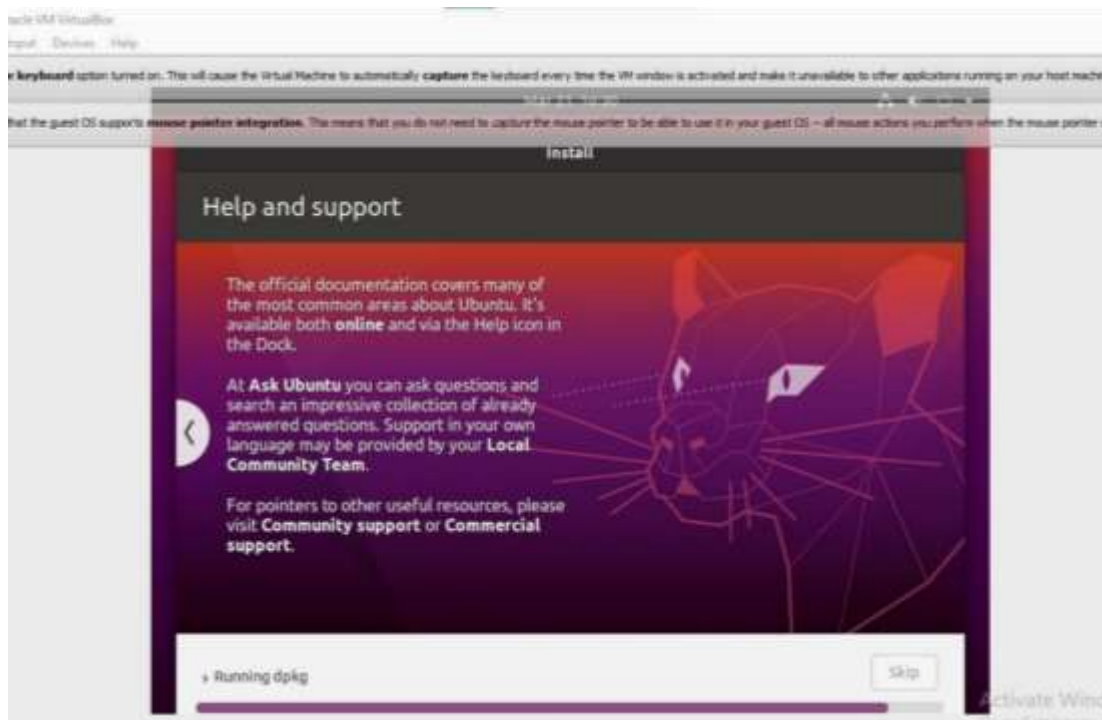 Oracle VM VirtualBox
Input Devices Help
keyboard option turned on. This will cause the Virtual Machine to automatically capture the keyboard every time the VM window is activated and make it unavailable to other applications running on your host machine
that the guest OS supports mouse pointer integration. This means that you do not need to capture the mouse pointer to be able to use it in your guest OS -- all mouse actions you perform when the mouse pointer
Install
Help and support
The official documentation covers many of
the most common areas about Ubuntu. It's
available both online and via the Help icon in
the Dock.
At Ask Ubuntu you can ask questions and
search an impressive collection of already
answered questions. Support in your own
language may be provided by your Local
Community Team.
For pointers to other useful resources, please
visit Community support or Commercial
support.
Running dpkg
Skip
Activate Wind